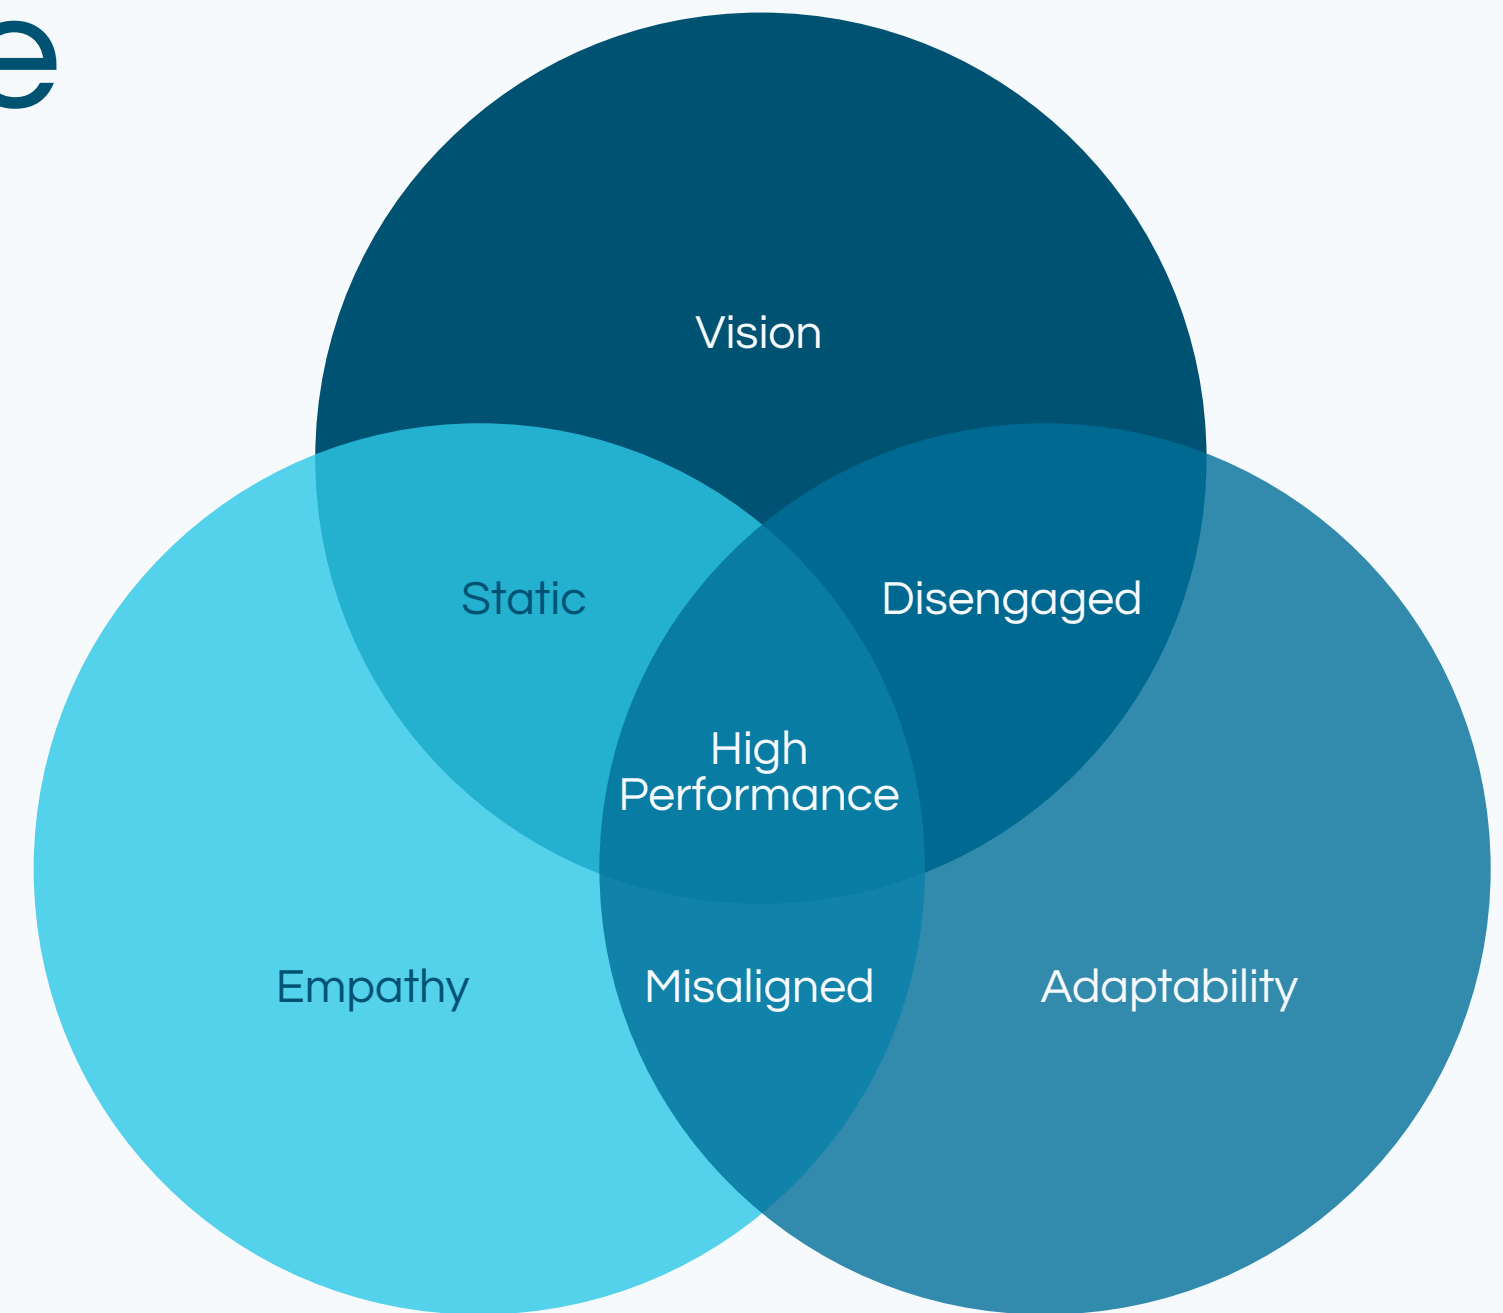 e
Vision
Static
Disengaged
High
Performance
Empathy
Misaligned
Adaptability